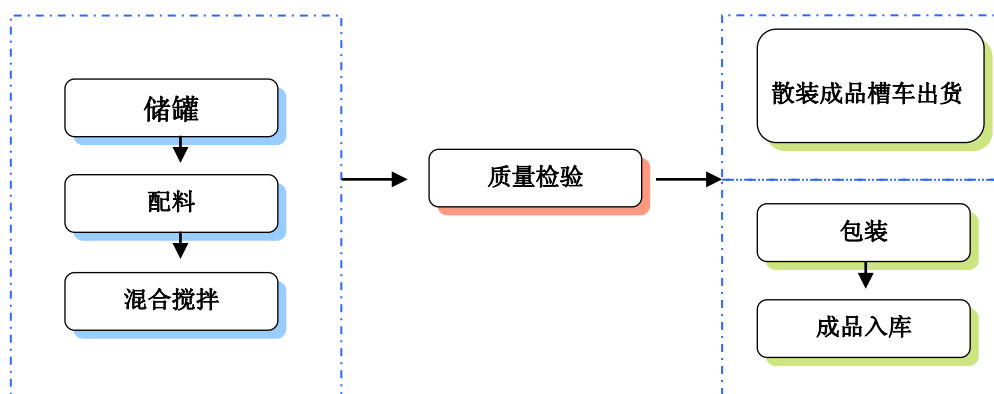 储罐
配料
混合搅拌
质量检验
散装成品槽车出货
包装
成品入库